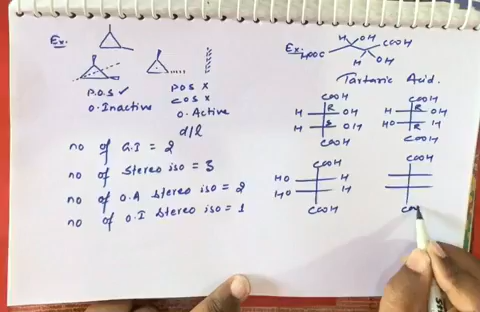 Ex.
P.O.S ✓
O.Inactive
POS X
COS X
O.Active
d/l
no of G.I = 2
no of stereo iso = 3
no of O.A stereo iso = 2
no of O.I stereo iso = 1
Ex.
H OH
HOOC COOH
H OH
Tartaric Acid.
COOH
H R OH
H S OH
COOH
COOH
H R OH
HO R H
COOH
COOH
HO H
HO H
COOH
COOH
COO